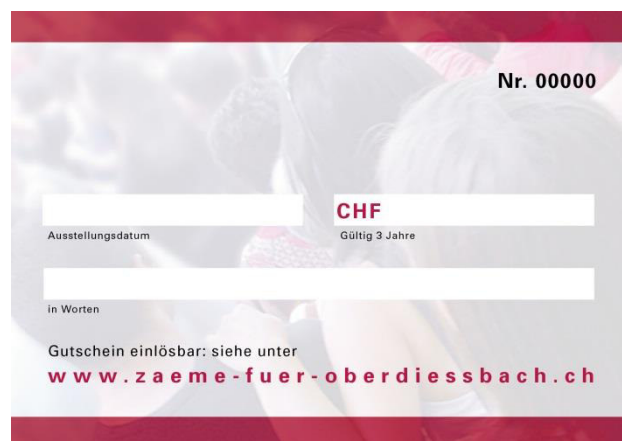 Nr. 00000
CHF
Ausstellungsdatum
Gültig 3 Jahre
in Worten
Gutschein einlösbar: siehe unter
www.zaeme-fuer-oberdiessbach.ch